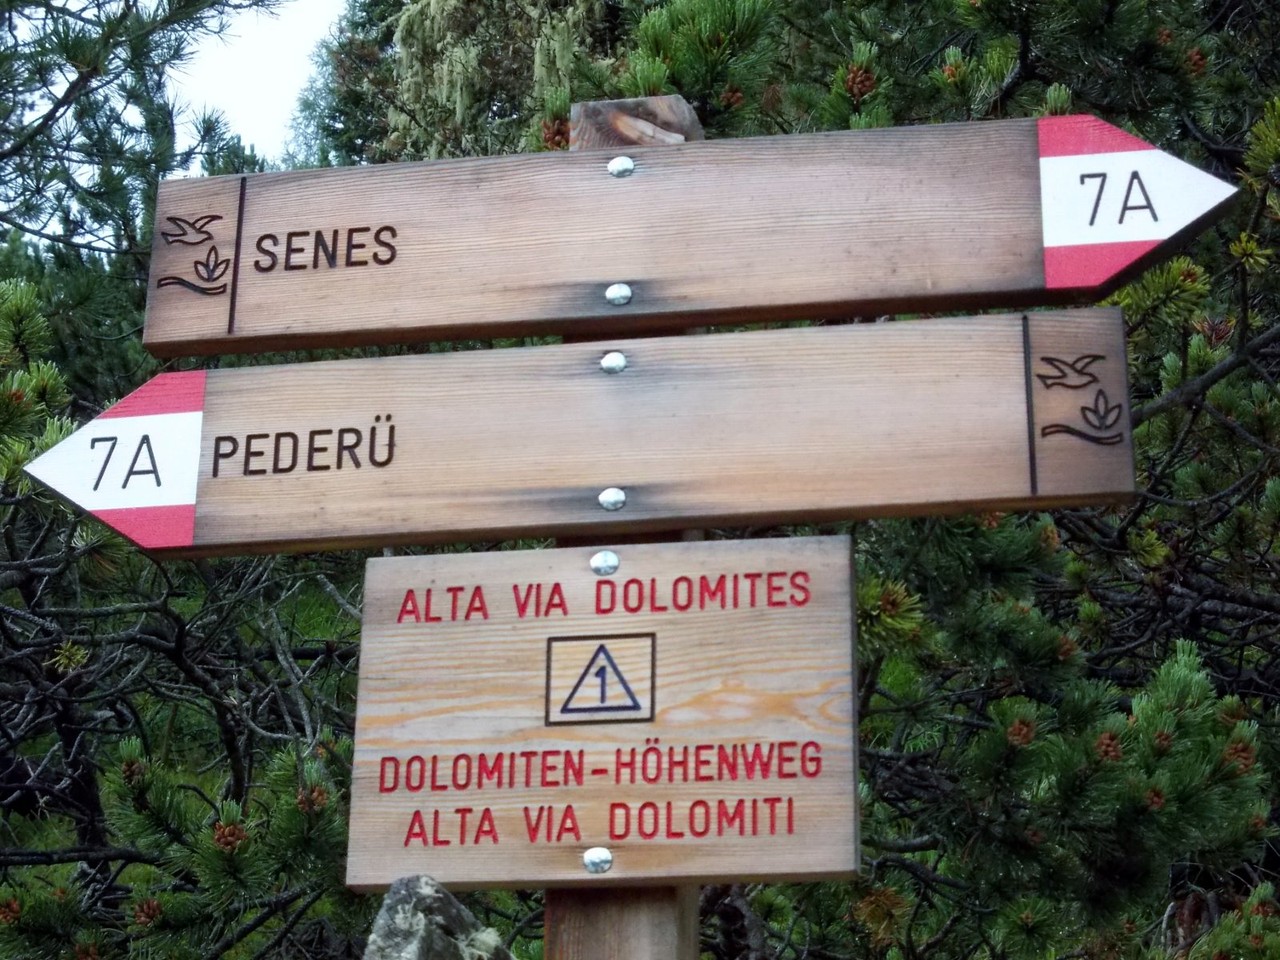 SENES
7A
7A
PEDERÜ
ALTA VIA DOLOMITES
1
DOLOMITEN-HÖHENWEG
ALTA VIA DOLOMITI